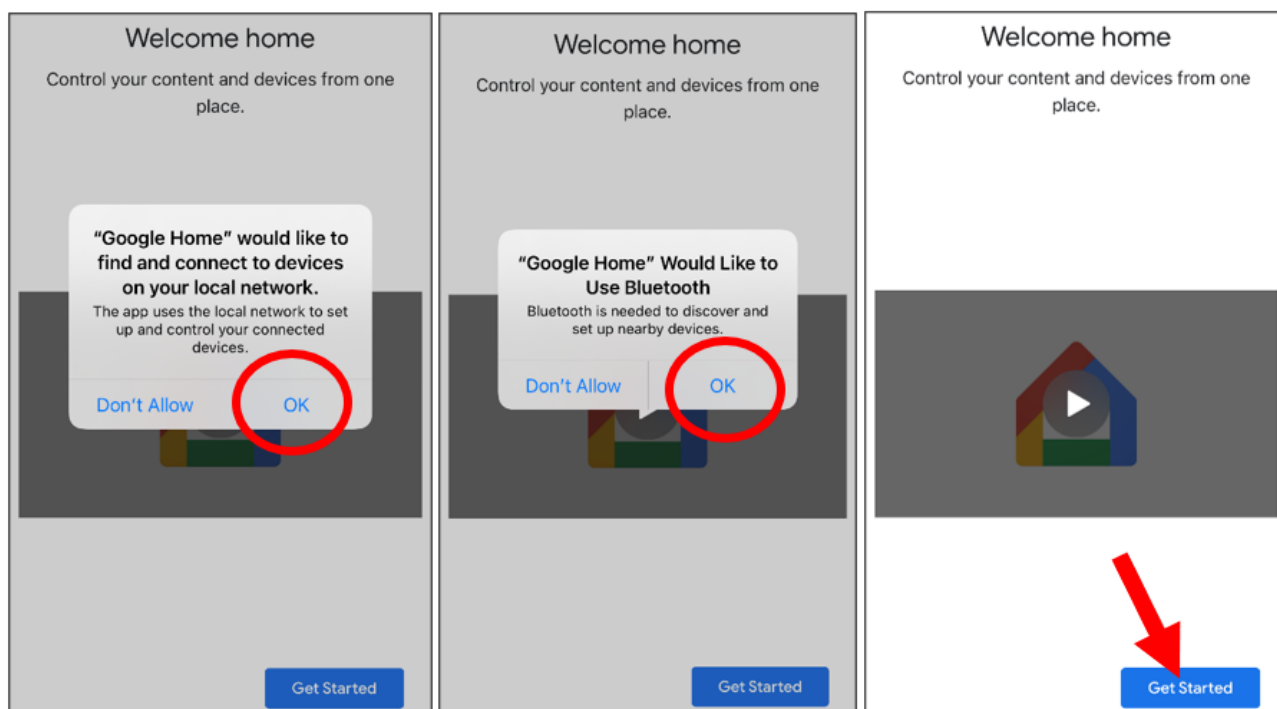 Welcome home
Control your content and devices from one
place.
“Google Home” would like to
find and connect to devices
on your local network.
The app uses the local network to set
up and control your connected
devices.
Don’t Allow
OK
Get Started
Welcome home
Control your content and devices from one
place.
“Google Home” Would Like to
Use Bluetooth
Bluetooth is needed to discover and
set up nearby devices.
Don’t Allow
OK
Get Started
Welcome home
Control your content and devices from one
place.
Get Started